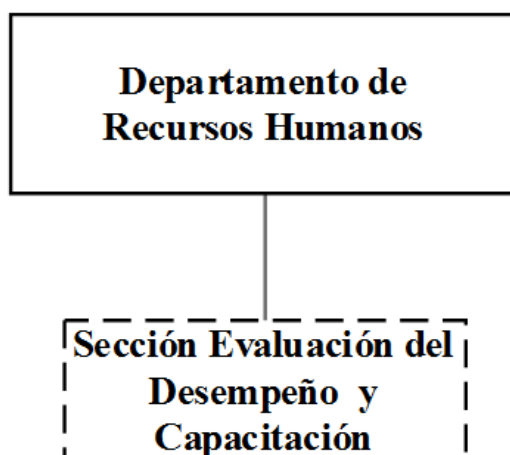 Departamento de
Recursos Humanos
Sección Evaluación del
Desempeño y
Capacitación